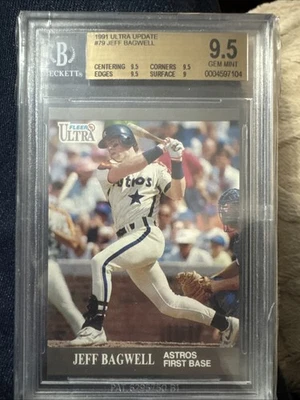 B
BECKETT
1991 ULTRA UPDATE
#79 JEFF BAGWELL
CENTERING 9.5 CORNERS 9.5
EDGES 9.5 SURFACE 9
9.5
GEM MINT
0004597104
FLEER
ULTRA
stros
JEFF BAGWELL
ASTROS
FIRST BASE